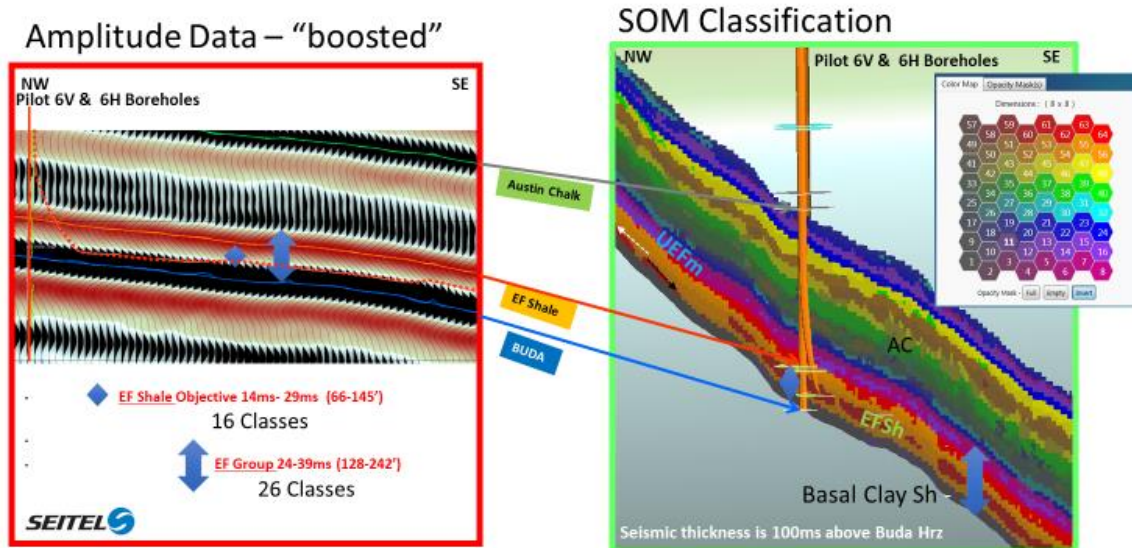 Amplitude Data – "boosted"
NW
SE
Pilot 6V & 6H Boreholes
EF Shale Objective 14ms- 29ms (66-145')
16 Classes
EF Group 24-39ms (128-242')
26 Classes
SEITEL
Austin Chalk
EF Shale
BUDA
SOM Classification
NW
Pilot 6V & 6H Boreholes
SE
UEFm
AC
EFSh
Basal Clay Sh -
Seismic thickness is 100ms above Buda Hrz
Color Map
Opacity Mask(s)
Dimensions : ( 8 x 8 )
57 59 61 63
58 60 62 64
49 51 53 55
50 52 54 56
41 43 45 47
42 44 46 48
33 35 37 39
34 36 38 40
25 27 29 31
26 28 30 32
17 19 21 23
18 20 22 24
9 11 13 15
10 12 14 16
1 3 5 7
2 4 6 8
Opacity Mask - Full Empty Invert